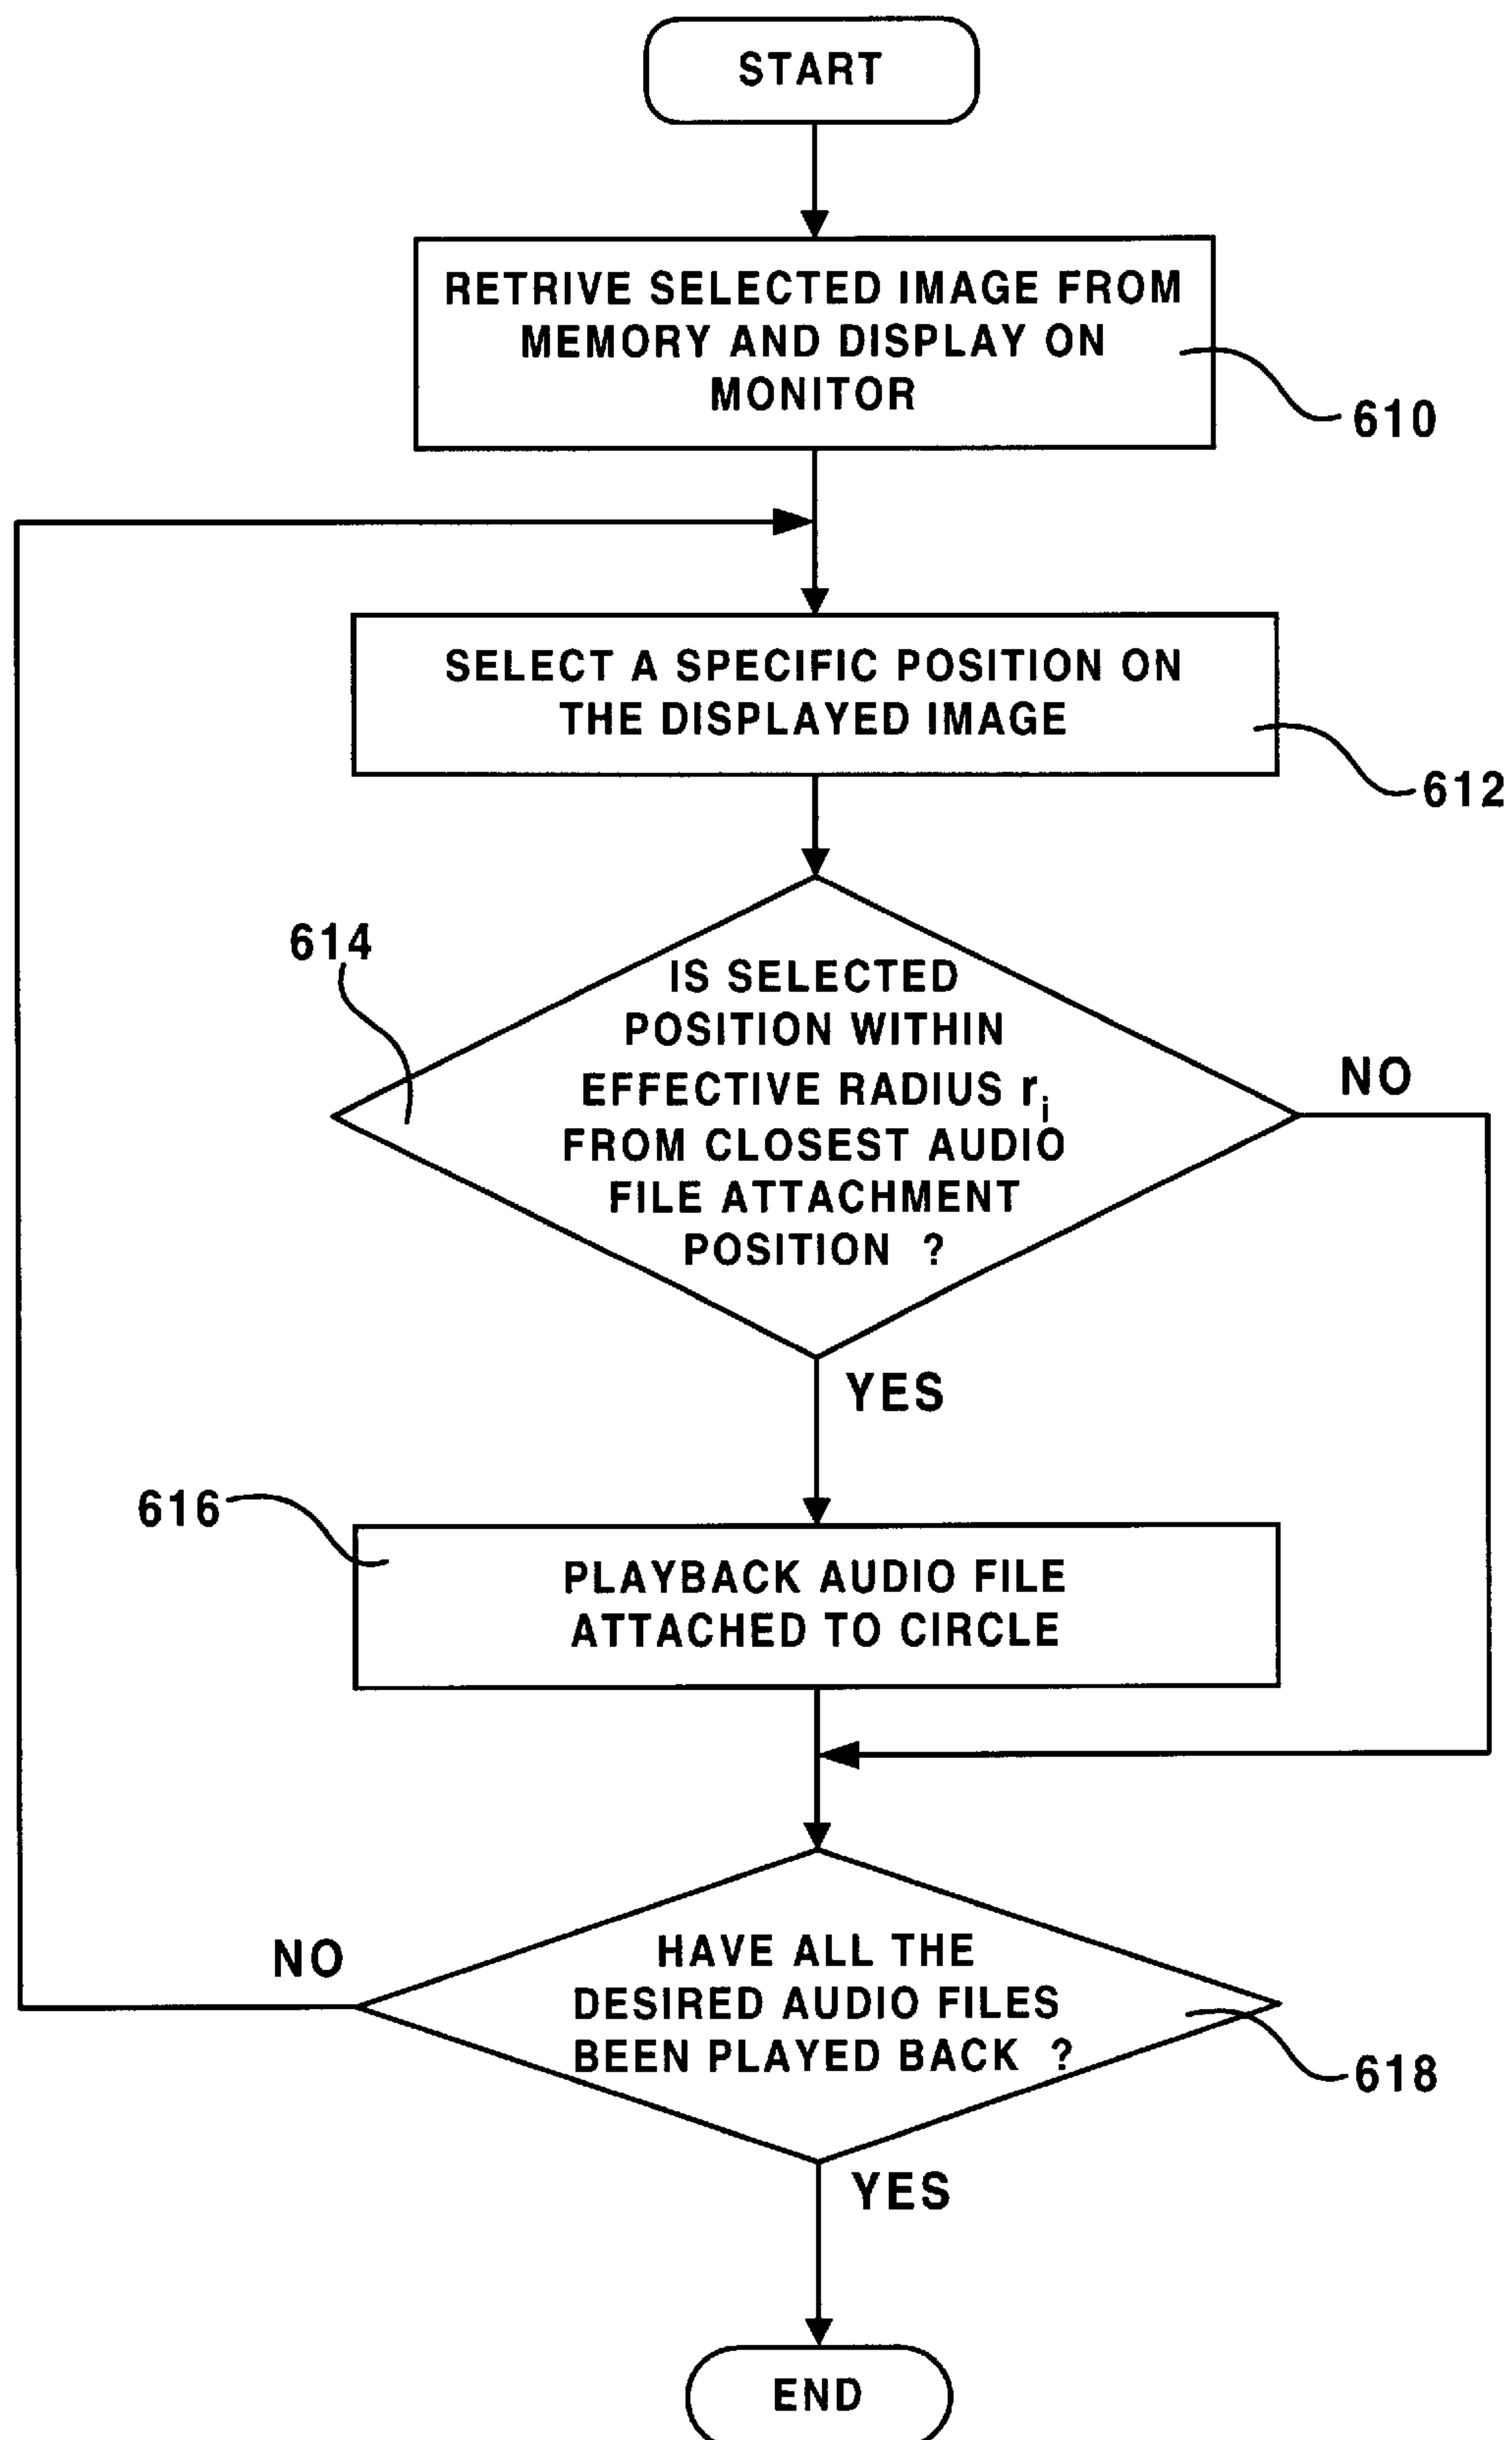 START
RETRIVE SELECTED IMAGE FROM
MEMORY AND DISPLAY ON
MONITOR
610
SELECT A SPECIFIC POSITION ON
THE DISPLAYED IMAGE
612
614
IS SELECTED
POSITION WITHIN
EFFECTIVE RADIUS ri
FROM CLOSEST AUDIO
FILE ATTACHMENT
POSITION ?
NO
YES
616
PLAYBACK AUDIO FILE
ATTACHED TO CIRCLE
NO
HAVE ALL THE
DESIRED AUDIO FILES
BEEN PLAYED BACK ?
618
YES
END